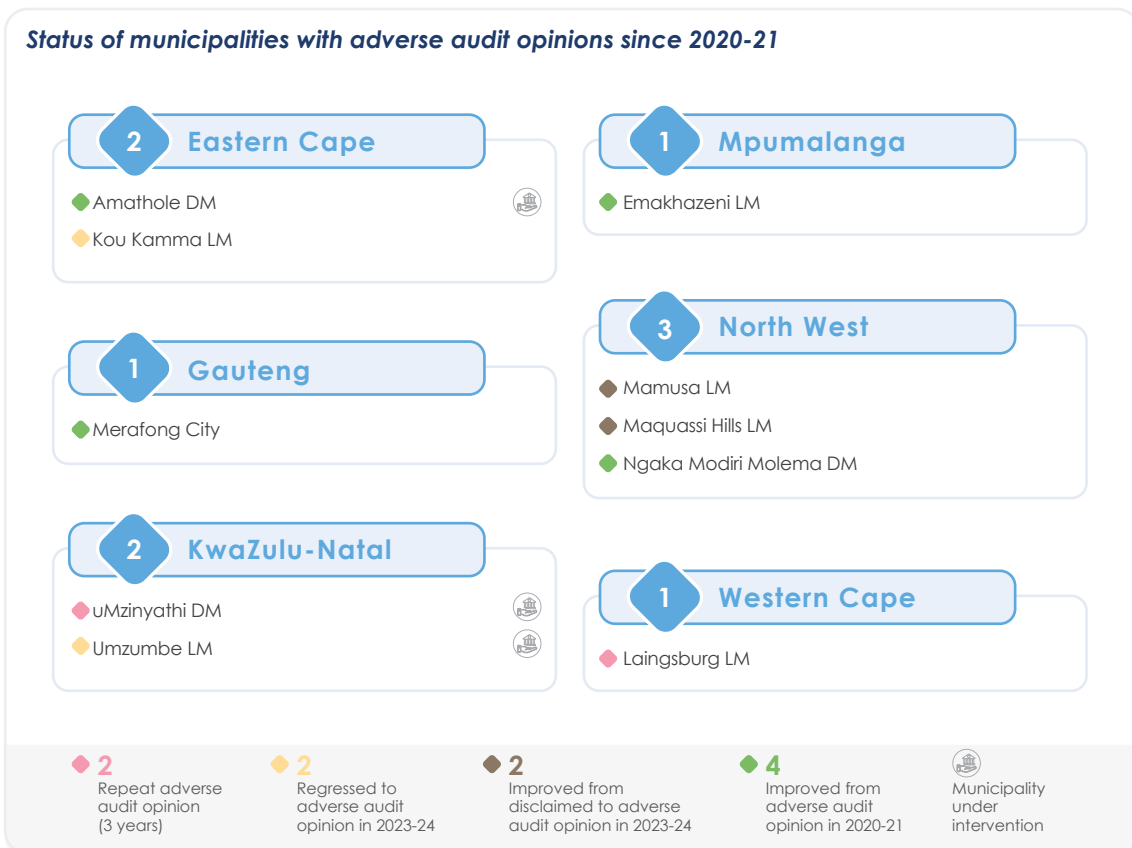 Status of municipalities with adverse audit opinions since 2020-21
2 Eastern Cape
Amathole DM
Kou Kamma LM
1 Gauteng
Merafong City
2 KwaZulu-Natal
uMzinyathi DM
Umzumbe LM
1 Mpumalanga
Emakhazeni LM
3 North West
Mamusa LM
Maquassi Hills LM
Ngaka Modiri Molema DM
1 Western Cape
Laingsburg LM
2
Repeat adverse
audit opinion
(3 years)
2
Regressed to
adverse audit
opinion in 2023-24
2
Improved from
disclaimed to adverse
audit opinion in 2023-24
4
Improved from
adverse audit
opinion in 2020-21
Municipality
under
intervention